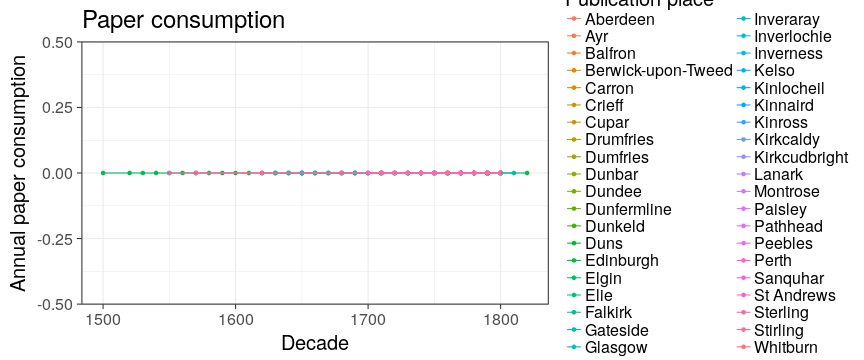 Paper consumption
Annual paper consumption
0.50
0.25
0.00
-0.25
-0.50
1500 1600 1700 1800
Decade
Publication place
Aberdeen
Ayr
Balfron
Berwick-upon-Tweed
Carron
Crieff
Cupar
Drumfries
Dumfries
Dunbar
Dundee
Dunfermline
Dunkeld
Duns
Edinburgh
Elgin
Elie
Falkirk
Gateside
Glasgow
Inveraray
Inverlochie
Inverness
Kelso
Kinlocheil
Kinnaird
Kinross
Kirkcaldy
Kirkcudbright
Lanark
Montrose
Paisley
Pathhead
Peebles
Perth
Sanquhar
St Andrews
Sterling
Stirling
Whitburn